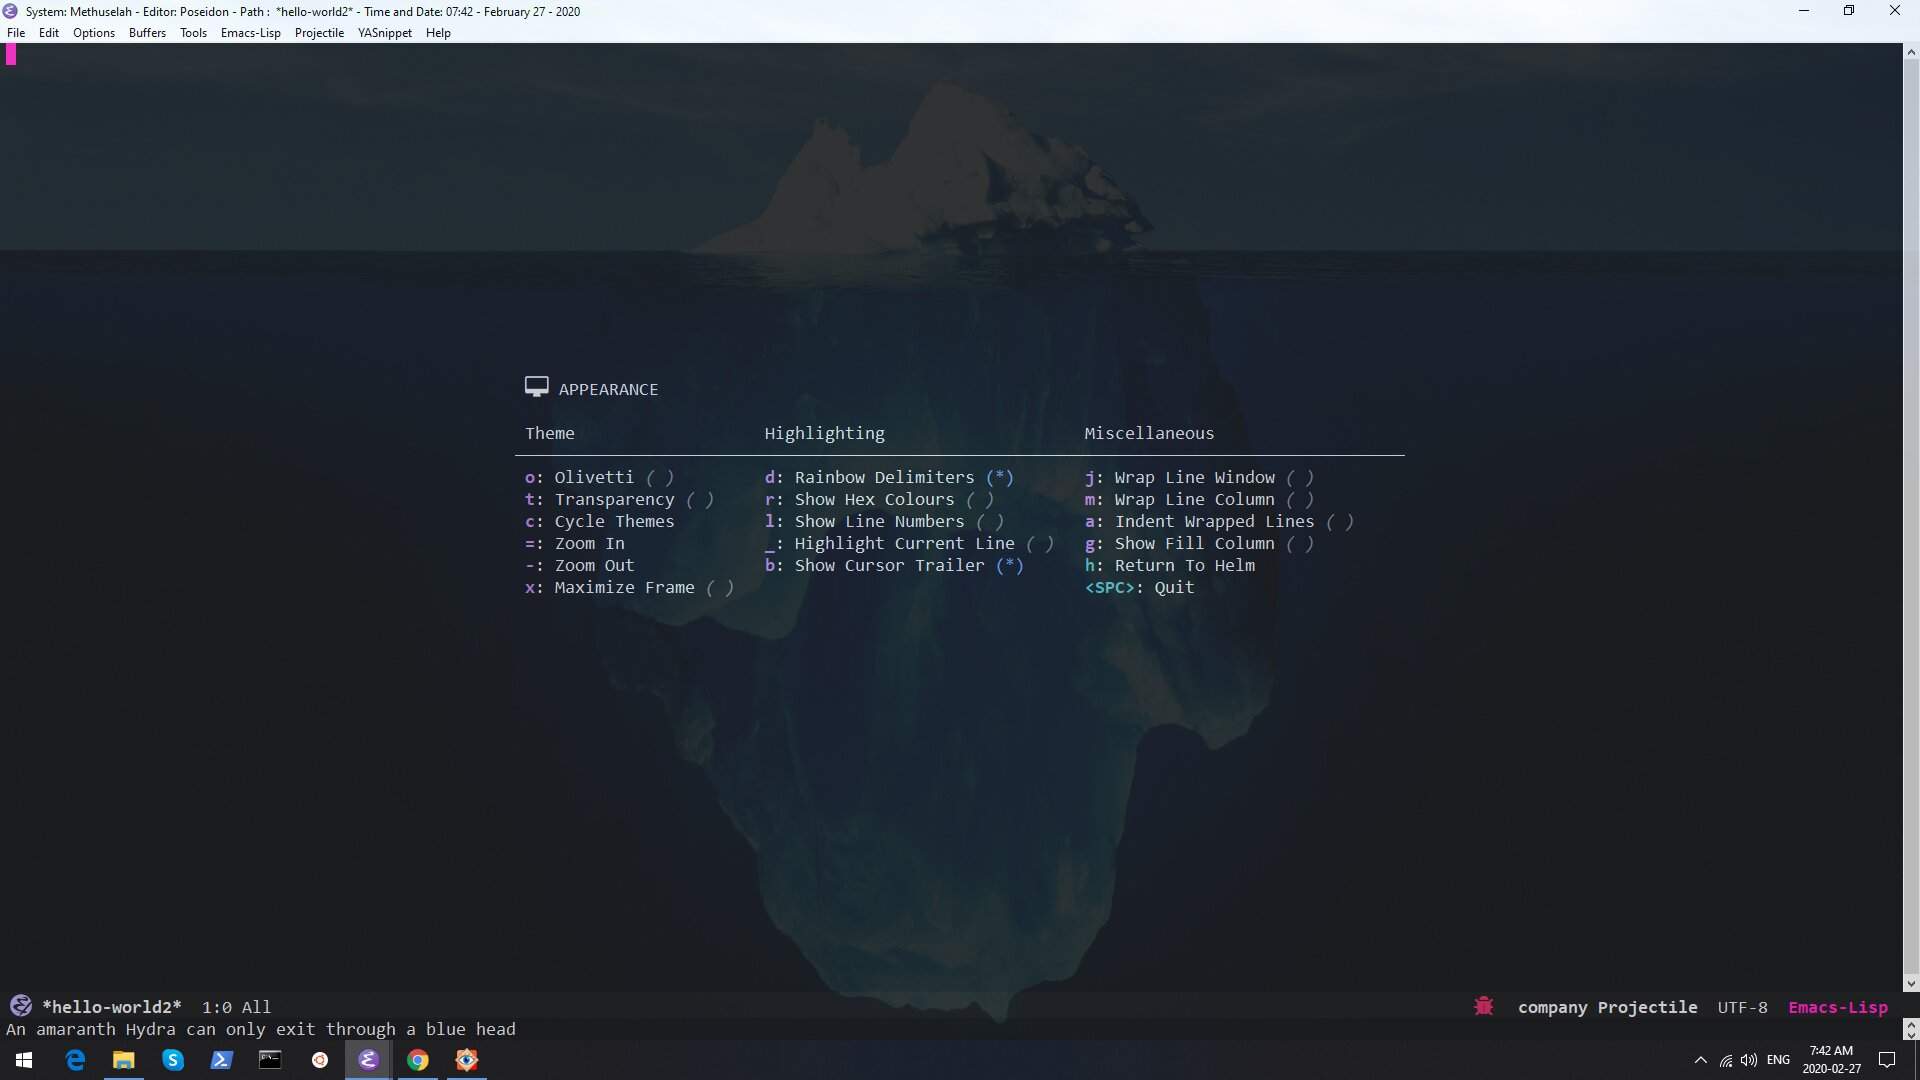 System: Methuselah - Editor: Poseidon - Path : *hello-world2* - Time and Date: 07:42 - February 27 - 2020
File Edit Options Buffers Tools Emacs-Lisp Projectile YASnippet Help
APPEARANCE
Theme Highlighting Miscellaneous
o: Olivetti ( ) d: Rainbow Delimiters (*) j: Wrap Line Window ( )
t: Transparency ( ) r: Show Hex Colours ( ) m: Wrap Line Column ( )
c: Cycle Themes l: Show Line Numbers ( ) a: Indent Wrapped Lines ( )
=: Zoom In _: Highlight Current Line ( ) g: Show Fill Column ( )
-: Zoom Out b: Show Cursor Trailer (*) h: Return To Helm
x: Maximize Frame ( ) <SPC>: Quit
*hello-world2* 1:0 All company Projectile UTF-8 Emacs-Lisp
An amaranth Hydra can only exit through a blue head
ENG 7:42 AM
2020-02-27